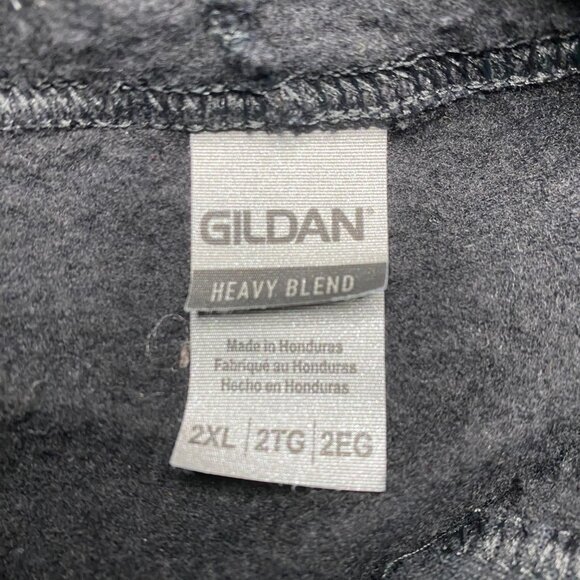 GILDAN®
HEAVY BLEND
Made in Honduras
Fabriqué au Honduras
Hecho en Honduras
2XL | 2TG | 2EG